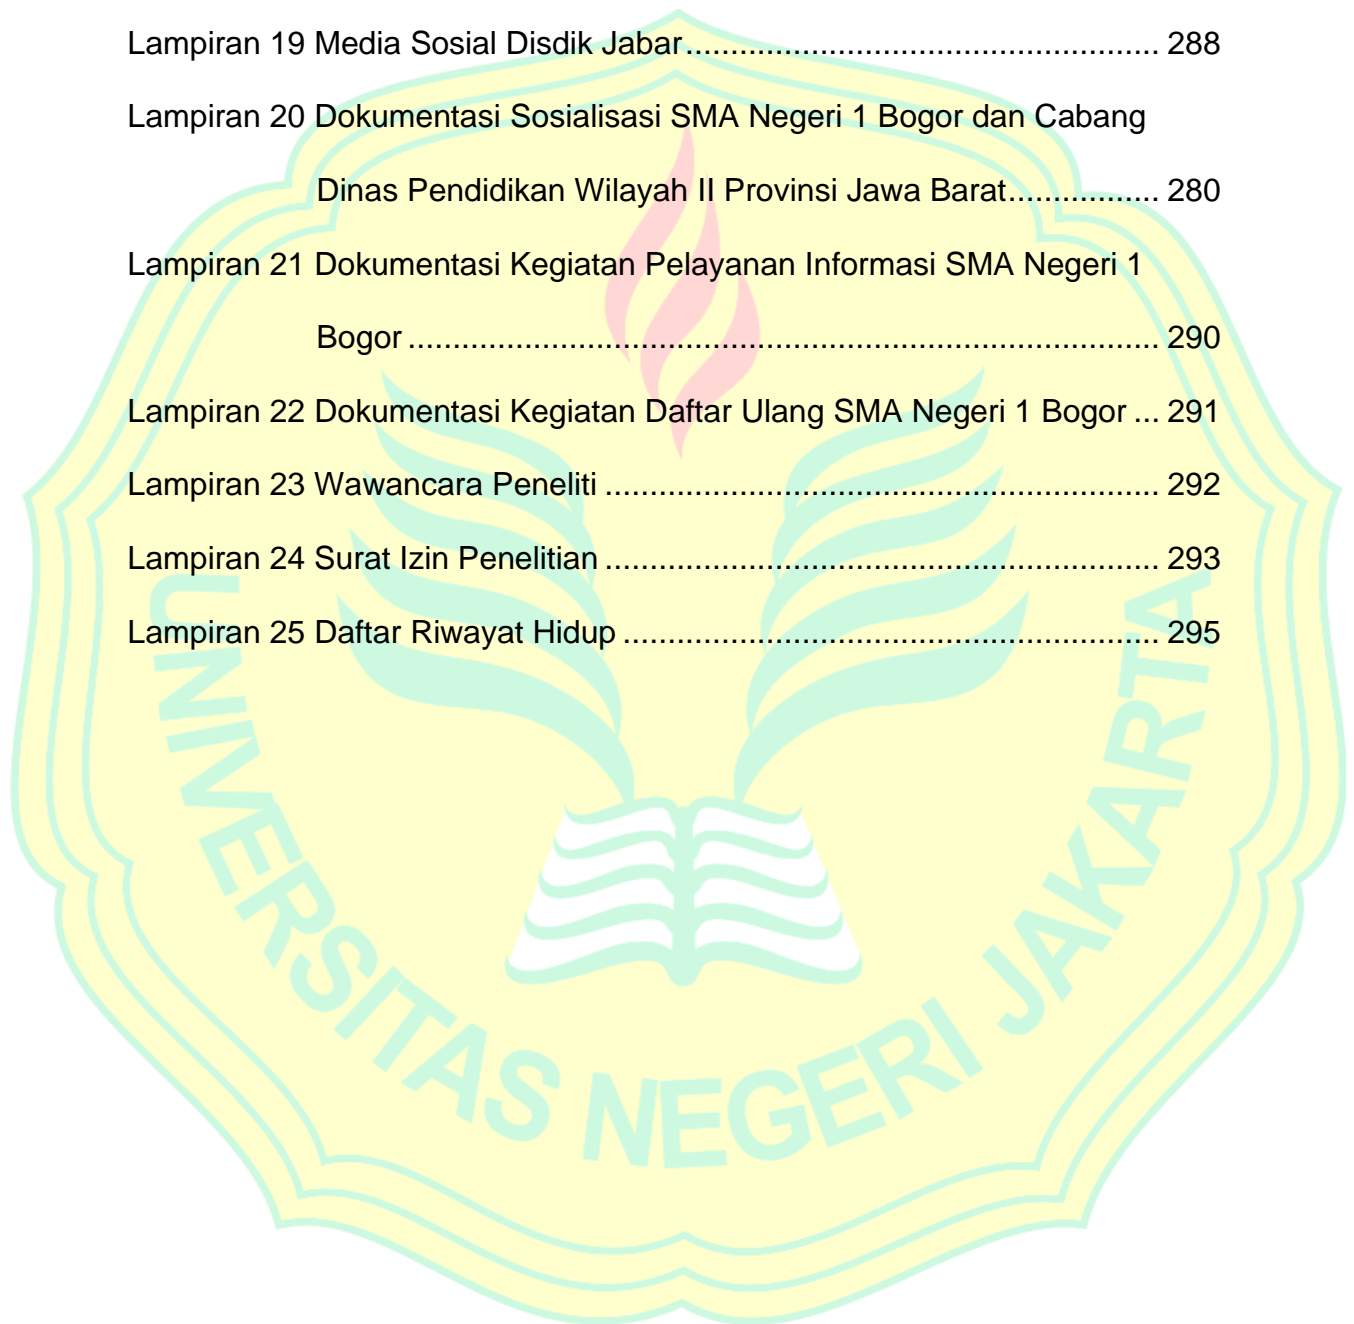 Lampiran 19 Media Sosial Disdik Jabar..................................................... 288
Lampiran 20 Dokumentasi Sosialisasi SMA Negeri 1 Bogor dan Cabang
Dinas Pendidikan Wilayah II Provinsi Jawa Barat................. 280
Lampiran 21 Dokumentasi Kegiatan Pelayanan Informasi SMA Negeri 1
Bogor .................................................................................... 290
Lampiran 22 Dokumentasi Kegiatan Daftar Ulang SMA Negeri 1 Bogor ... 291
Lampiran 23 Wawancara Peneliti .............................................................. 292
Lampiran 24 Surat Izin Penelitian .............................................................. 293
Lampiran 25 Daftar Riwayat Hidup ............................................................ 295
UNIVERSITAS NEGERI JAKARTA